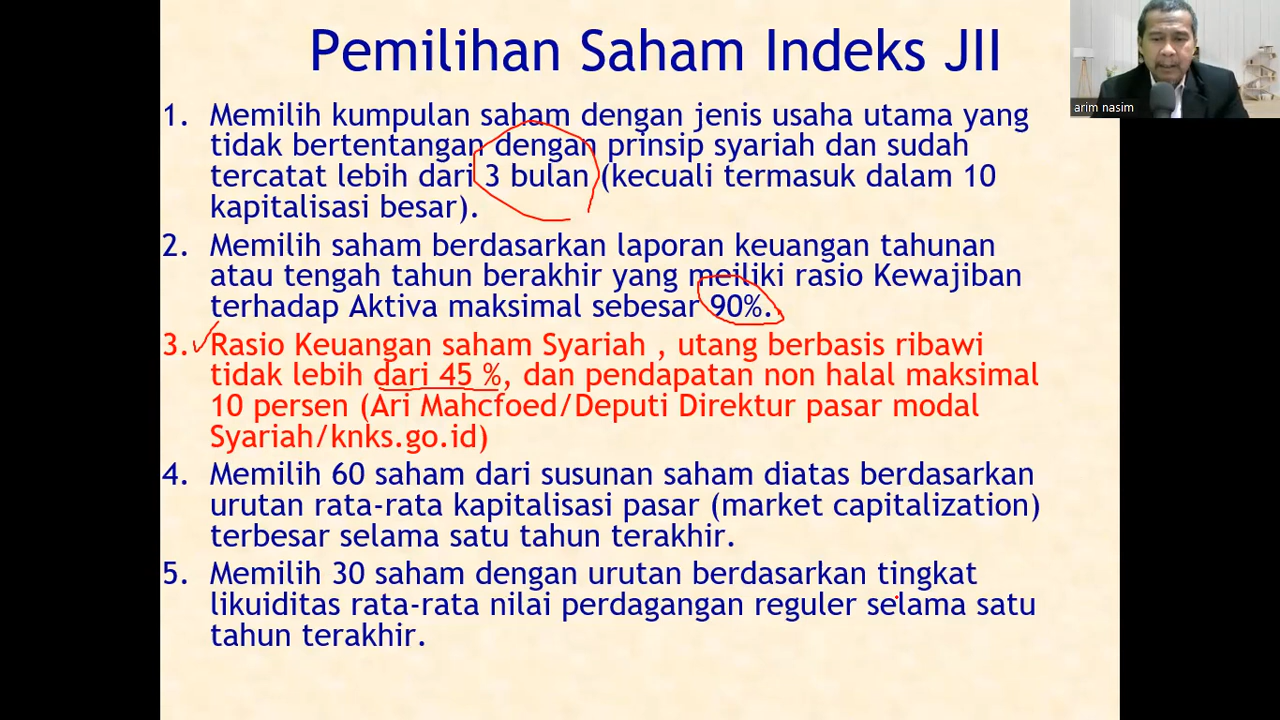 Pemilihan Saham Indeks JII
arim nasim
1. Memilih kumpulan saham dengan jenis usaha utama yang
tidak bertentangan dengan prinsip syariah dan sudah
tercatat lebih dari 3 bulan (kecuali termasuk dalam 10
kapitalisasi besar).
2. Memilih saham berdasarkan laporan keuangan tahunan
atau tengah tahun berakhir yang meiliki rasio Kewajiban
terhadap Aktiva maksimal sebesar 90%.
3. Rasio Keuangan saham Syariah , utang berbasis ribawi
tidak lebih dari 45 %, dan pendapatan non halal maksimal
10 persen (Ari Mahcfoed/Deputi Direktur pasar modal
Syariah/knks.go.id)
4. Memilih 60 saham dari susunan saham diatas berdasarkan
urutan rata-rata kapitalisasi pasar (market capitalization)
terbesar selama satu tahun terakhir.
5. Memilih 30 saham dengan urutan berdasarkan tingkat
likuiditas rata-rata nilai perdagangan reguler selama satu
tahun terakhir.